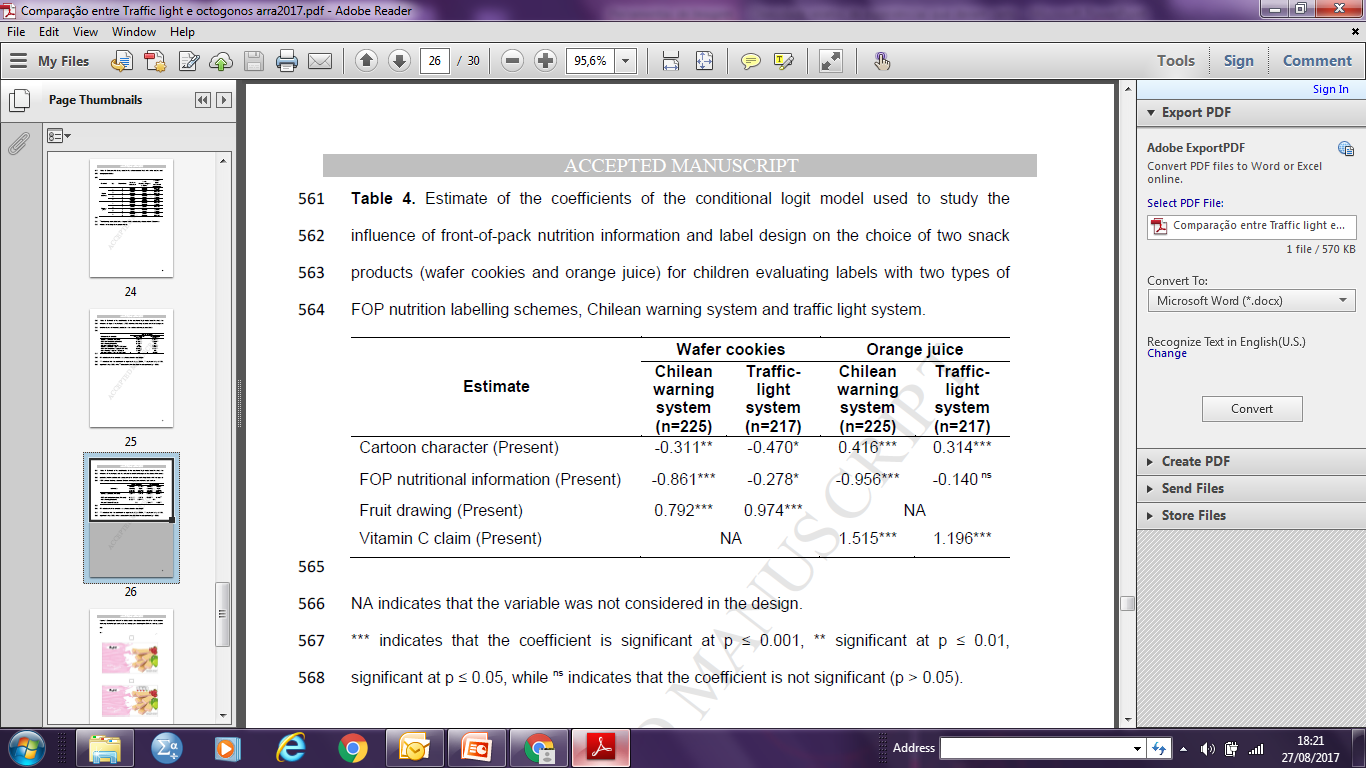 Comparação entre Traffic light e octogonos arra2017.pdf - Adobe Reader
File Edit View Window Help
My Files 26 / 30 95,6% Tools Sign Comment
Page Thumbnails
24
25
26
ACCEPTED MANUSCRIPT
561 Table 4. Estimate of the coefficients of the conditional logit model used to study the
562 influence of front-of-pack nutrition information and label design on the choice of two snack
563 products (wafer cookies and orange juice) for children evaluating labels with two types of
564 FOP nutrition labelling schemes, Chilean warning system and traffic light system.
Wafer cookies Orange juice
Estimate
Chilean warning system (n=225) Traffic-light system (n=217) Chilean warning system (n=225) Traffic-light system (n=217)
Cartoon character (Present) -0.311** -0.470* 0.416*** 0.314***
FOP nutritional information (Present) -0.861*** -0.278* -0.956*** -0.140 ns
Fruit drawing (Present) 0.792*** 0.974*** NA
Vitamin C claim (Present) NA 1.515*** 1.196***
565
566 NA indicates that the variable was not considered in the design.
567 *** indicates that the coefficient is significant at p ≤ 0.001, ** significant at p ≤ 0.01,
568 significant at p ≤ 0.05, while ns indicates that the coefficient is not significant (p > 0.05).
D MANUSCRIPT
Sign In
Export PDF
Adobe ExportPDF
Convert PDF files to Word or Excel
online.
Select PDF File:
Comparação entre Traffic light e...
1 file / 570 KB
Convert To:
Microsoft Word (*.docx)
Recognize Text in English(U.S.)
Change
Convert
Create PDF
Edit PDF
Send Files
Store Files
Address
18:21
27/08/2017